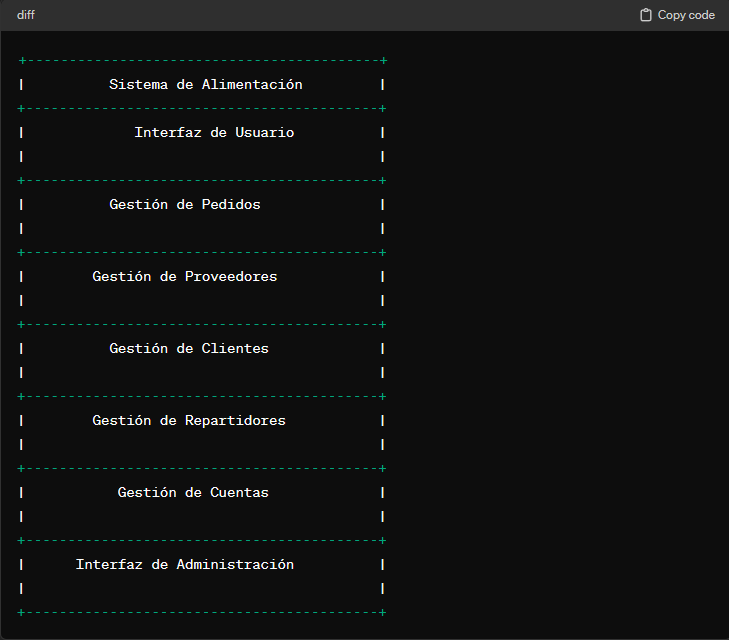 diff
Copy code
+------------------------------------------+
|          Sistema de Alimentación         |
+------------------------------------------+
|             Interfaz de Usuario          |
|                                          |
+------------------------------------------+
|          Gestión de Pedidos              |
|                                          |
+------------------------------------------+
|        Gestión de Proveedores            |
|                                          |
+------------------------------------------+
|          Gestión de Clientes             |
|                                          |
+------------------------------------------+
|        Gestión de Repartidores           |
|                                          |
+------------------------------------------+
|           Gestión de Cuentas             |
|                                          |
+------------------------------------------+
|      Interfaz de Administración          |
|                                          |
+------------------------------------------+